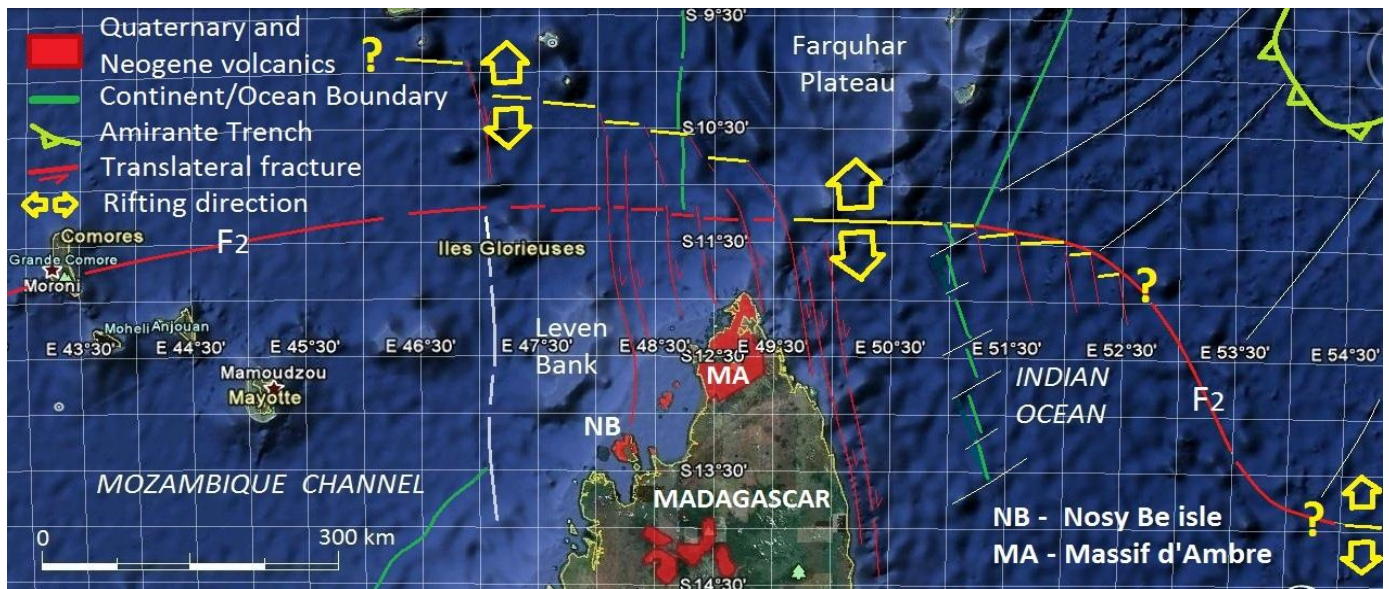 Quaternary and
Neogene volcanics
Continent/Ocean Boundary
Amirante Trench
Translateral fracture
Rifting direction
S 9°30'
Farquhar
Plateau
?
S 10°30'
F2
Comores
Grande Comore
Moroni
Iles Glorieuses
S 11°30'
?
Moheli Anjouan
E 43°30'
E 44°30'
E 45°30'
E 46°30'
E 47°30'
E 48°30'
S 12°30'
E 49°30'
E 50°30'
E 51°30'
E 52°30'
E 53°30'
E 54°30'
Leven
Bank
Mamoudzou
Mayotte
MA
INDIAN
OCEAN
F2
NB
S 13°30'
MOZAMBIQUE CHANNEL
MADAGASCAR
NB - Nosy Be isle
?
MA - Massif d'Ambre
0
300 km
S 14°30'